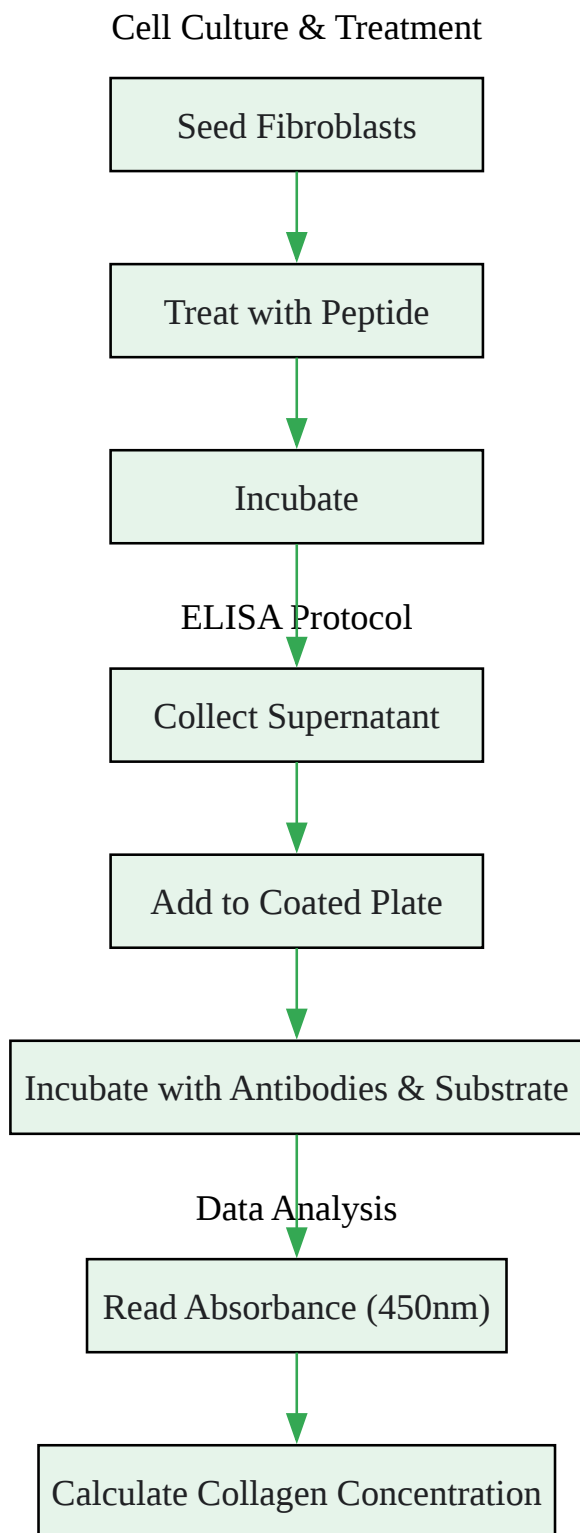 Cell Culture & Treatment
Seed Fibroblasts
Treat with Peptide
Incubate
ELISA Protocol
Collect Supernatant
Add to Coated Plate
Incubate with Antibodies & Substrate
Data Analysis
Read Absorbance (450nm)
Calculate Collagen Concentration